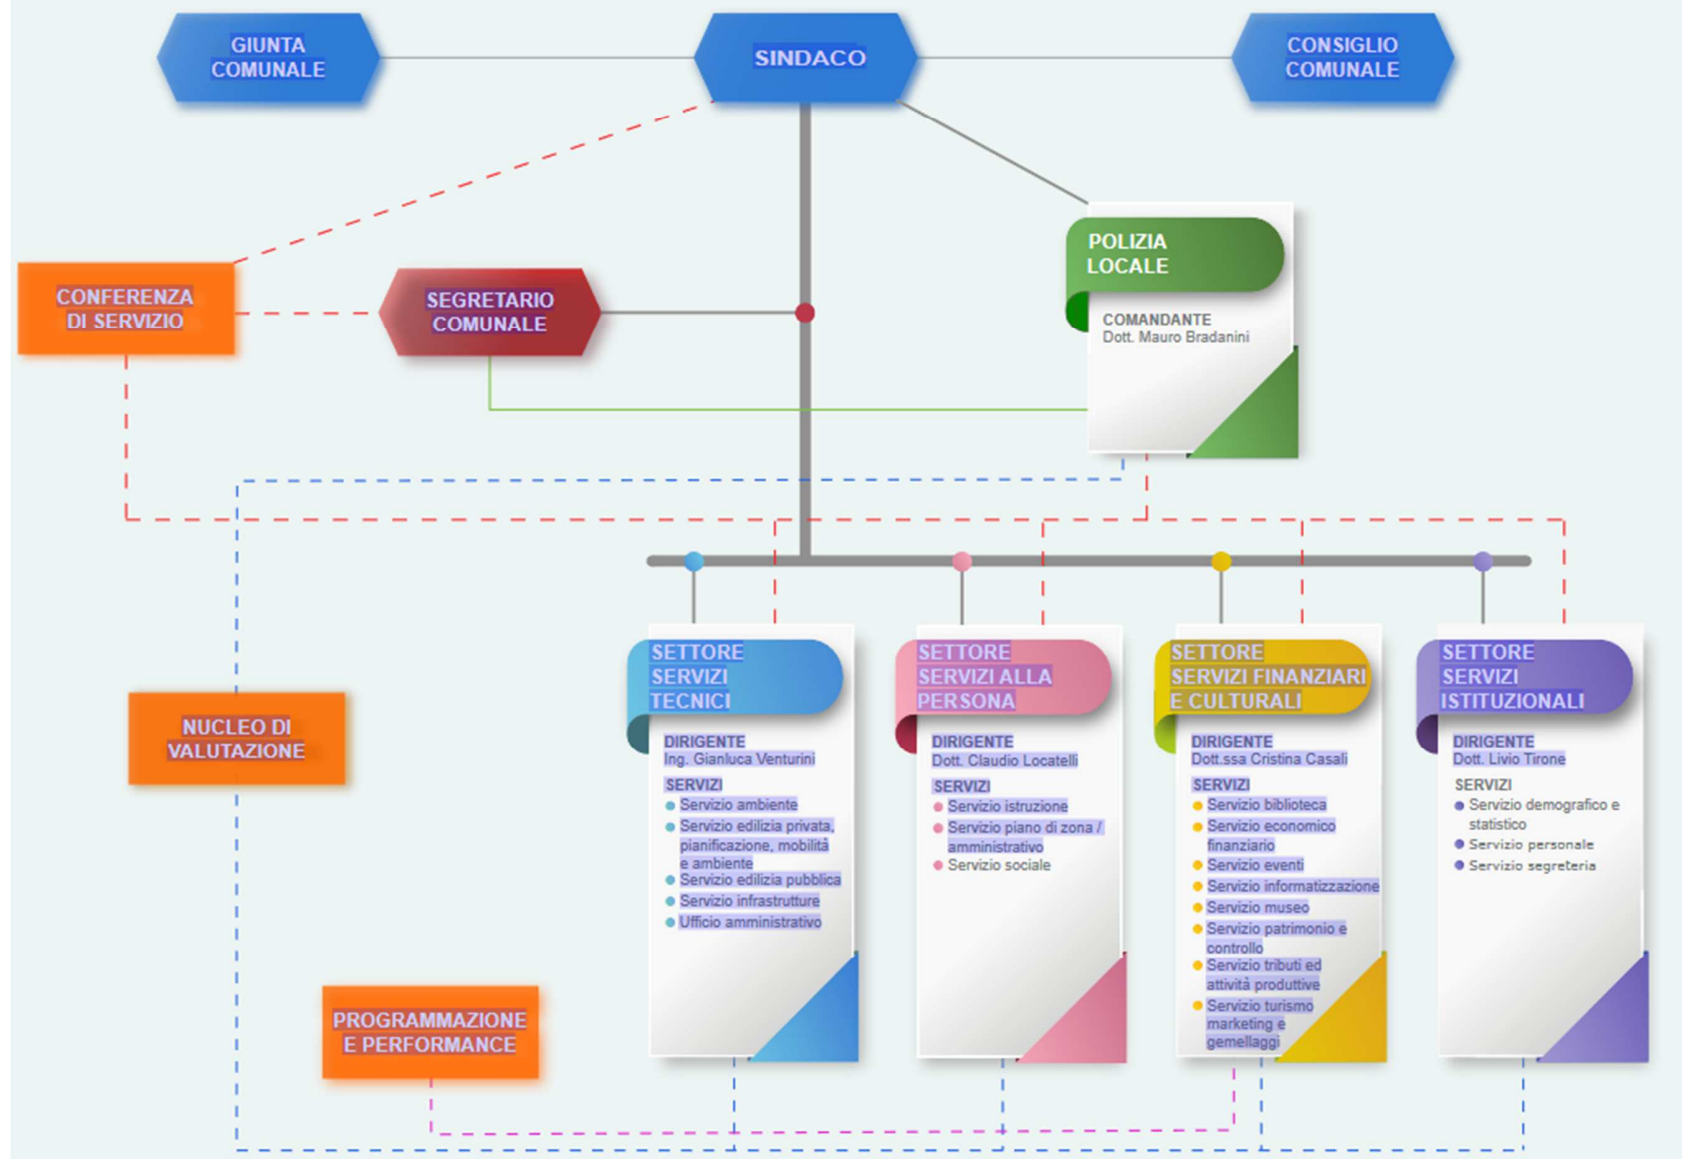 GIUNTA
COMUNALE
SINDACO
CONSIGLIO
COMUNALE
POLIZIA
LOCALE
COMANDANTE
Dott. Mauro Bradanini
CONFERENZA
DI SERVIZIO
SEGRETARIO
COMUNALE
NUCLEO DI
VALUTAZIONE
PROGRAMMAZIONE
E PERFORMANCE
SETTORE
SERVIZI
TECNICI
DIRIGENTE
Ing. Gianluca Venturini
SERVIZI
Servizio ambiente
Servizio edilizia privata,
pianificazione, mobilità
e ambiente
Servizio edilizia pubblica
Servizio infrastrutture
Ufficio amministrativo
SETTORE
SERVIZI ALLA
PERSONA
DIRIGENTE
Dott. Claudio Locatelli
SERVIZI
Servizio istruzione
Servizio piano di zona /
amministrativo
Servizio sociale
SETTORE
SERVIZI FINANZIARI
E CULTURALI
DIRIGENTE
Dott.ssa Cristina Casali
SERVIZI
Servizio biblioteca
Servizio economico
finanziario
Servizio eventi
Servizio informatizzazione
Servizio museo
Servizio patrimonio e
controllo
Servizio tributi ed
attività produttive
Servizio turismo
marketing e
gemellaggi
SETTORE
SERVIZI
ISTITUZIONALI
DIRIGENTE
Dott. Livio Tirone
SERVIZI
Servizio demografico e
statistico
Servizio personale
Servizio segreteria